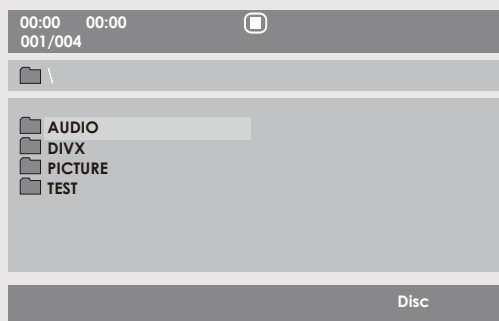 00:00 00:00
001/004
\
AUDIO
DIVX
PICTURE
TEST
Disc